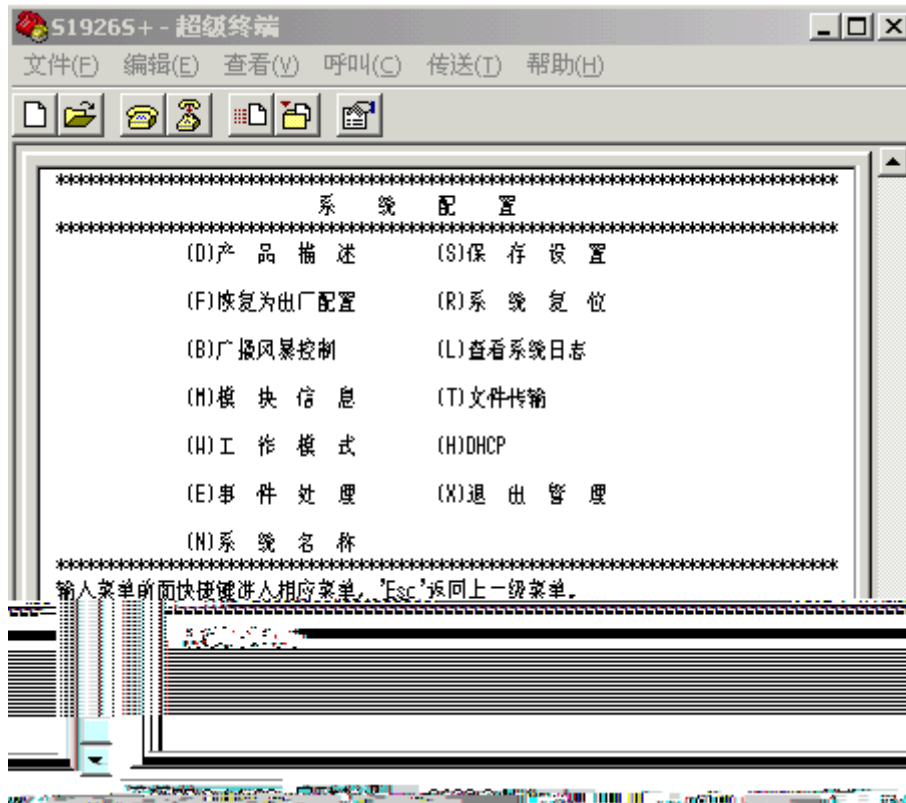 S1926S+ - 超级终端
文件(F) 编辑(E) 查看(V) 呼叫(C) 传送(T) 帮助(H)
******************************************************************************
系 统 配 置
******************************************************************************
(D)产 品 描 述 (S)保 存 设 置
(F)恢复为出厂配置 (R)系 统 复 位
(B)广播风暴控制 (L)查看系统日志
(M)模 块 信 息 (T)文件传输
(W)工 作 模 式 (H)DHCP
(E)事 件 处 理 (X)退 出 管 理
(N)系 统 名 称
******************************************************************************
输入菜单前面快捷键进入相应菜单,'Esc'返回上一级菜单.